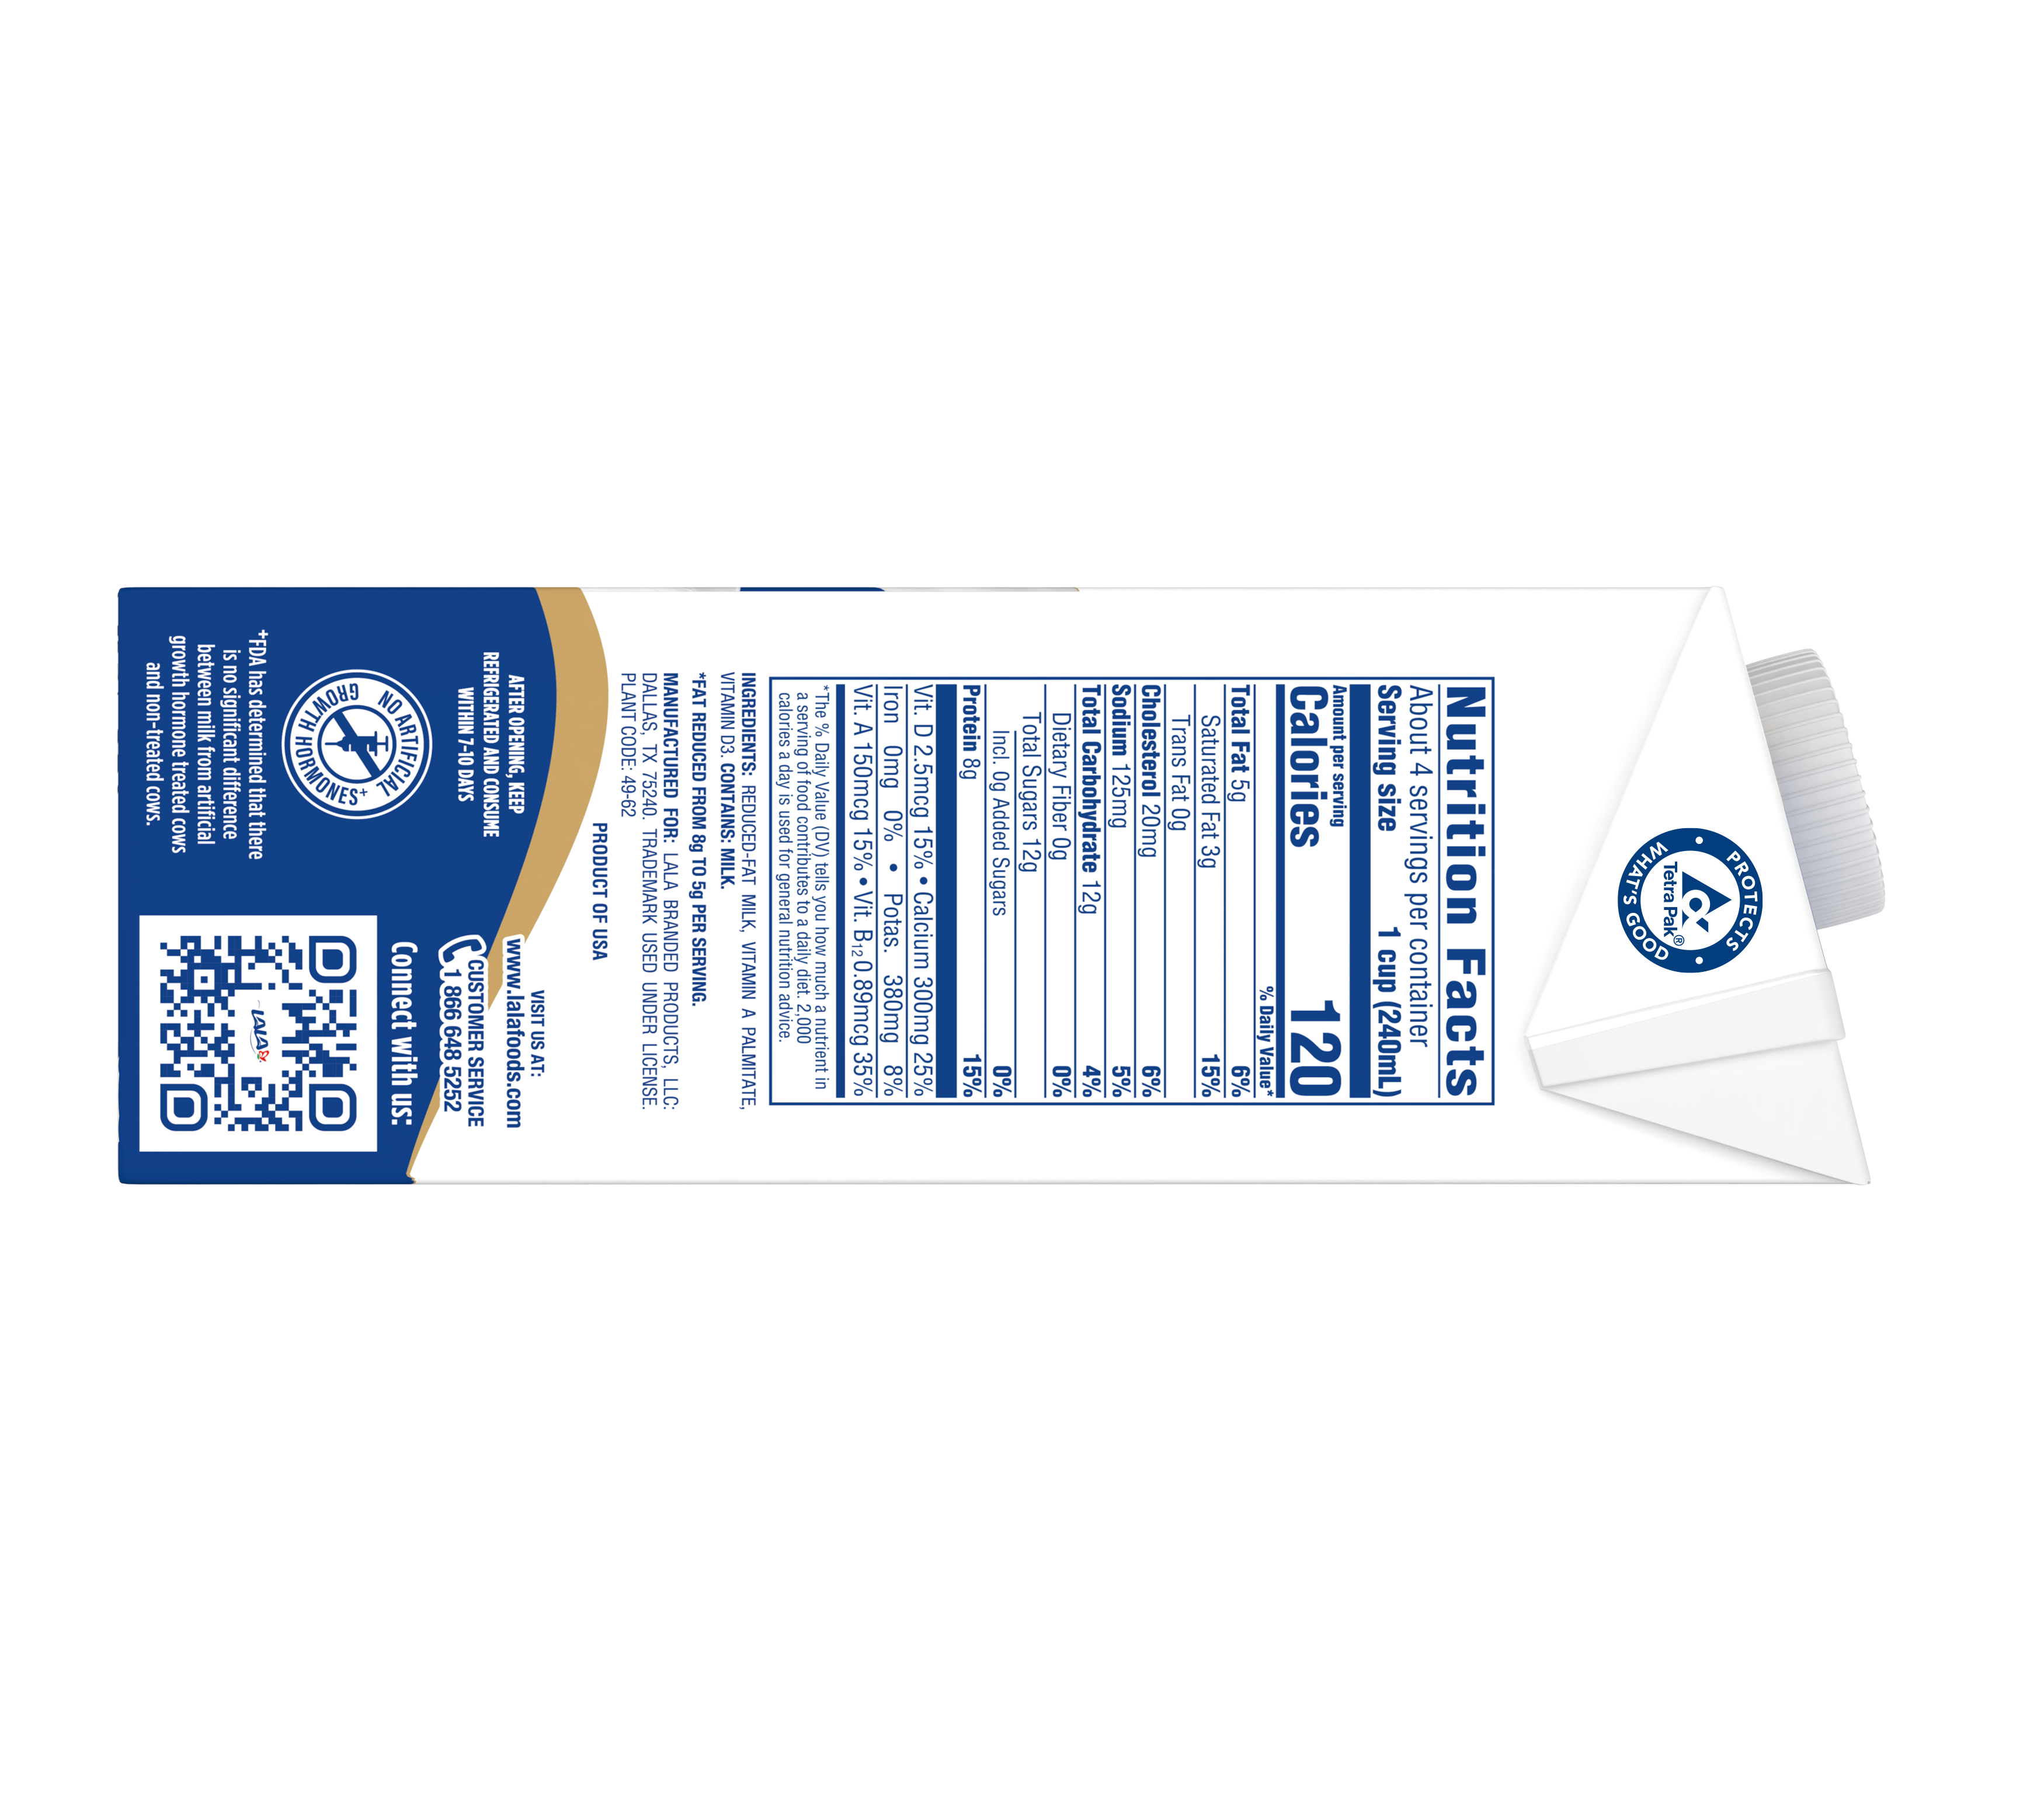 PROTECTS
WHAT'S GOOD
Tetra Pak®
Nutrition Facts
About 4 servings per container
Serving size 1 cup (240mL)
Amount per serving
Calories 120
% Daily Value*
Total Fat 5g 6%
Saturated Fat 3g 15%
Trans Fat 0g
Cholesterol 20mg 6%
Sodium 125mg 5%
Total Carbohydrate 12g 4%
Dietary Fiber 0g 0%
Total Sugars 12g
Incl. 0g Added Sugars 0%
Protein 8g 15%
Vit. D 2.5mcg 15% • Calcium 300mg 25%
Iron 0mg 0% • Potas. 380mg 8%
Vit. A 150mcg 15% • Vit. B12 0.89mcg 35%
*The % Daily Value (DV) tells you how much a nutrient in
a serving of food contributes to a daily diet. 2,000
calories a day is used for general nutrition advice.
INGREDIENTS: REDUCED-FAT MILK, VITAMIN A PALMITATE,
VITAMIN D3. CONTAINS: MILK.
*FAT REDUCED FROM 8g TO 5g PER SERVING.
MANUFACTURED FOR: LALA BRANDED PRODUCTS, LLC:
DALLAS, TX 75240. TRADEMARK USED UNDER LICENSE.
PLANT CODE: 49-62
PRODUCT OF USA
AFTER OPENING, KEEP
REFRIGERATED AND CONSUME
WITHIN 7-10 DAYS
NO ARTIFICIAL
GROWTH HORMONES+
+FDA has determined that there
is no significant difference
between milk from artificial
growth hormone treated cows
and non-treated cows.
VISIT US AT:
www.lalafoods.com
CUSTOMER SERVICE
1 866 648 5252
Connect with us:
LALA